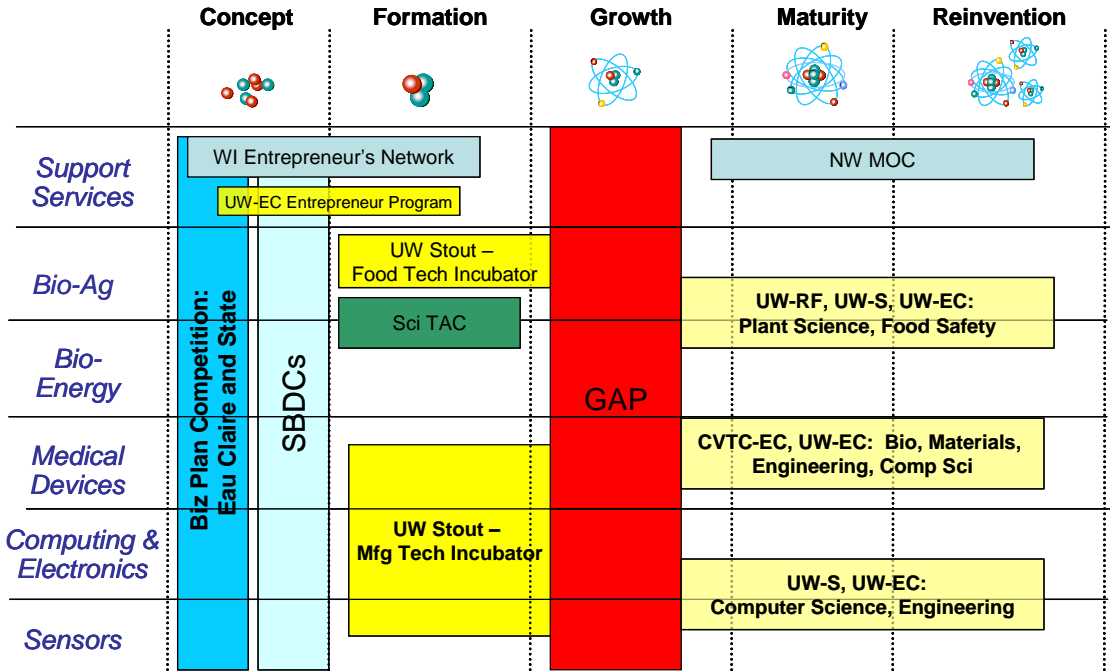 Concept
Formation
Growth
Maturity
Reinvention
Support
Services
WI Entrepreneur's Network
NW MOC
UW-EC Entrepreneur Program
Bio-Ag
UW Stout –
Food Tech Incubator
Sci TAC
UW-RF, UW-S, UW-EC:
Plant Science, Food Safety
Bio-
Energy
Biz Plan Competition:
Eau Claire and State
SBDCs
GAP
Medical
Devices
CVTC-EC, UW-EC: Bio, Materials,
Engineering, Comp Sci
Computing &
Electronics
UW Stout –
Mfg Tech Incubator
UW-S, UW-EC:
Computer Science, Engineering
Sensors